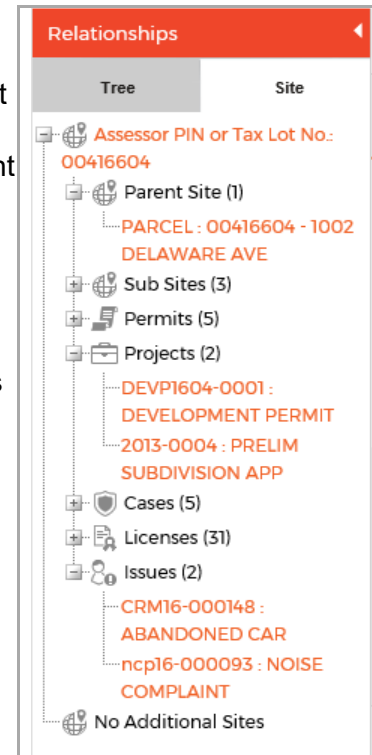 Relationships
Tree Site
t
Assessor PIN or Tax Lot No.:
nt
00416604
Parent Site (1)
PARCEL : 00416604 - 1002
DELAWARE AVE
Sub Sites (3)
Permits (5)
Projects (2)
s
DEVP1604-0001 :
DEVELOPMENT PERMIT
2013-0004 : PRELIM
SUBDIVISION APP
Cases (5)
Licenses (31)
Issues (2)
CRM16-000148 :
ABANDONED CAR
ncp16-000093 : NOISE
COMPLAINT
No Additional Sites